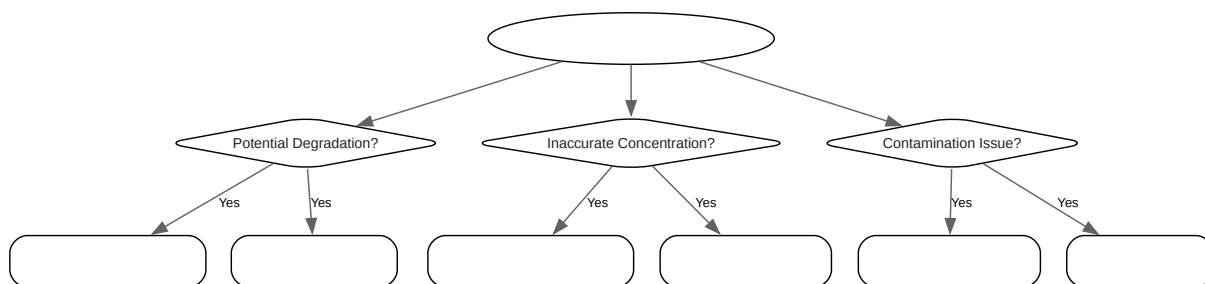 Potential Degradation?
Inaccurate Concentration?
Contamination Issue?
Yes
Yes
Yes
Yes
Yes
Yes